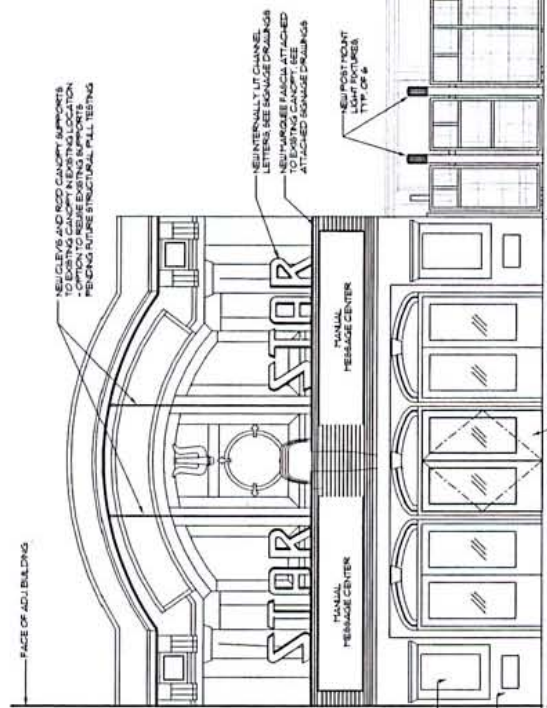 FACE OF ADJ. BUILDING
NEW CLEVIS AND ROD CANOPY SUPPORTS
TO EXISTING CANOPY IN EXISTING LOCATION
- OPTION TO REUSE EXISTING SUPPORTS
PENDING FUTURE STRUCTURAL PULL TESTING
NEW INTERNALLY LIT CHANNEL
LETTERS, SEE SIGNAGE DRAWINGS
NEW MARQUEE FASCIA ATTACHED
TO EXISTING CANOPY, SEE
ATTACHED SIGNAGE DRAWINGS
NEW POST MOUNT
LIGHT FIXTURES,
TYP. OF 6
STAR
STAR
MANUAL
MESSAGE CENTER
MANUAL
MESSAGE CENTER